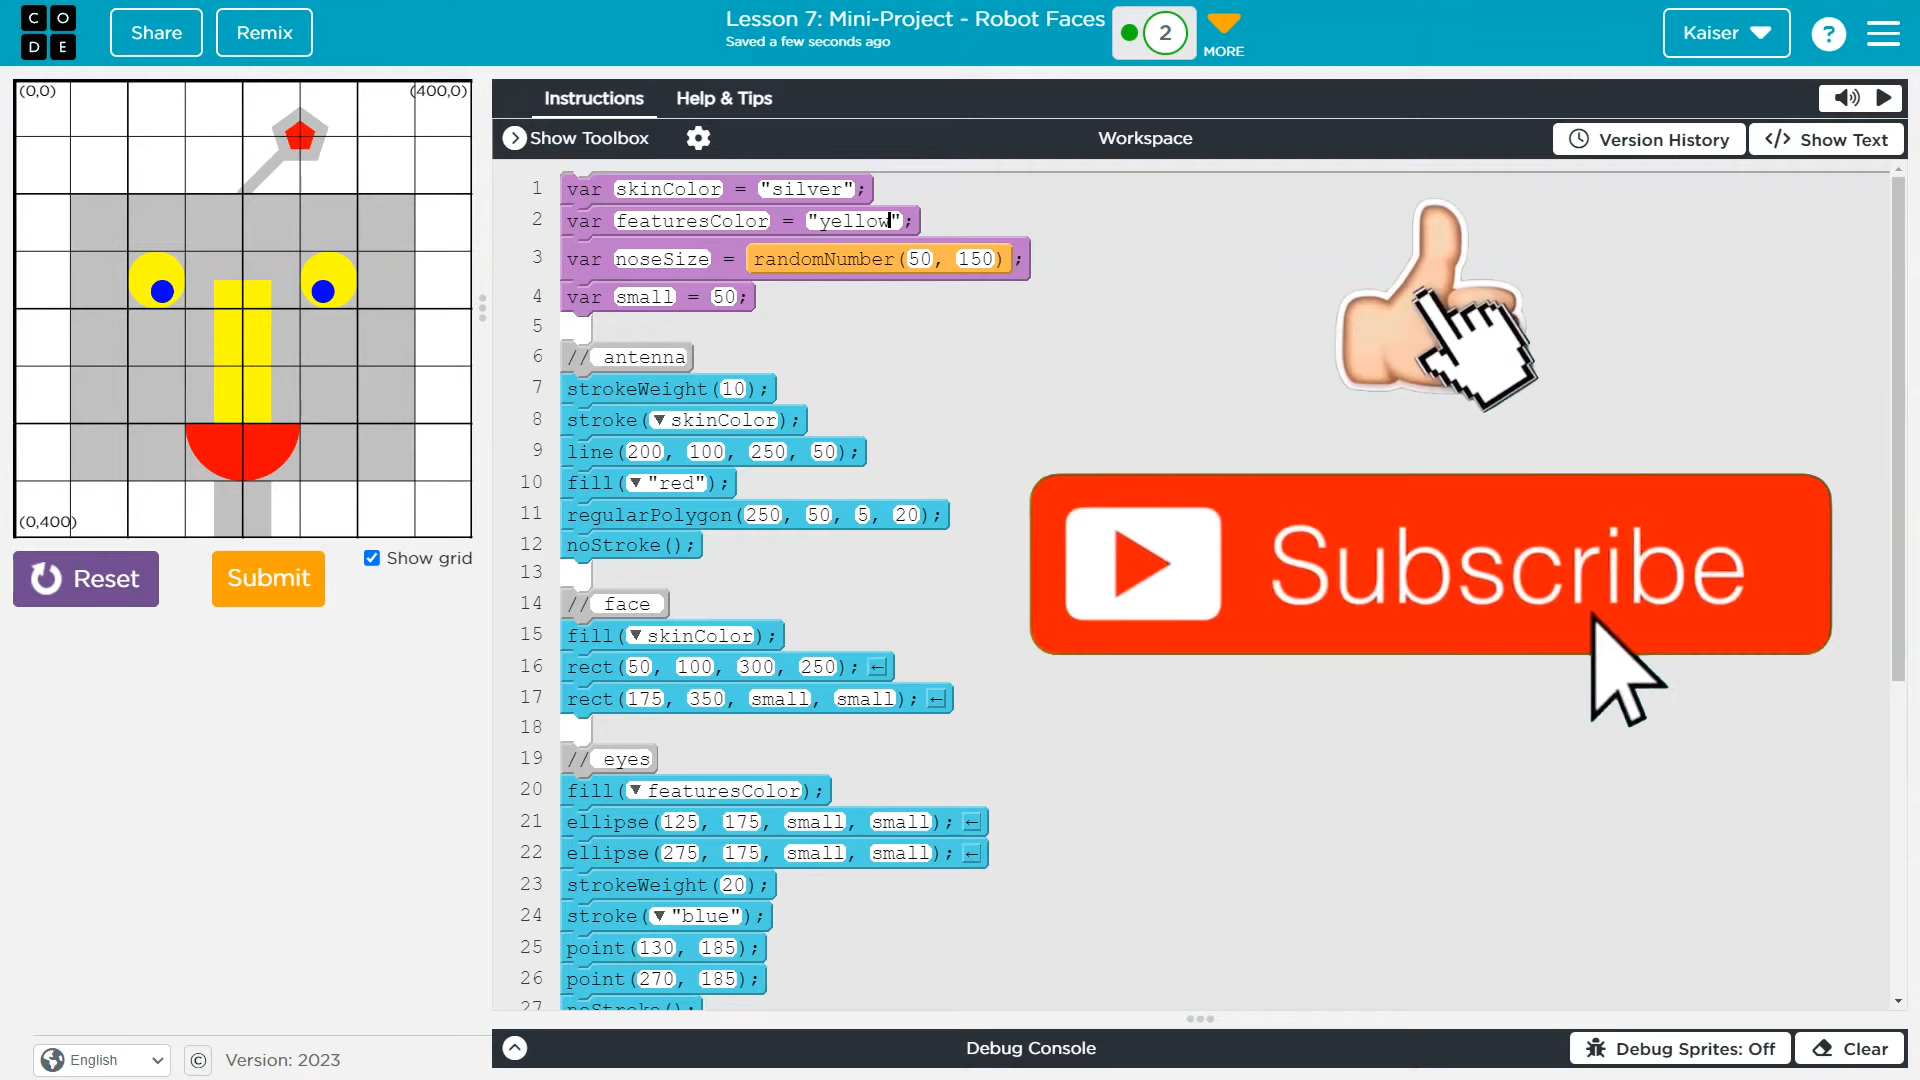 CODE
Share
Remix
Lesson 7: Mini-Project - Robot Faces
Saved a few seconds ago
2
MORE
Kaiser
?
(0,0)
(400,0)
(0,400)
Reset
Submit
Show grid
Instructions
Help & Tips
Show Toolbox
Workspace
Version History
</> Show Text
1 var skinColor = "silver";
2 var featuresColor = "yellow";
3 var noseSize = randomNumber(50, 150);
4 var small = 50;
5
6 // antenna
7 strokeWeight(10);
8 stroke(▼skinColor);
9 line(200, 100, 250, 50);
10 fill(▼"red");
11 regularPolygon(250, 50, 5, 20);
12 noStroke();
13
14 // face
15 fill(▼skinColor);
16 rect(50, 100, 300, 250); ←
17 rect(175, 350, small, small); ←
18
19 // eyes
20 fill(▼featuresColor);
21 ellipse(125, 175, small, small); ←
22 ellipse(275, 175, small, small); ←
23 strokeWeight(20);
24 stroke(▼"blue");
25 point(130, 185);
26 point(270, 185);
27 noStroke();
Subscribe
English
©
Version: 2023
Debug Console
Debug Sprites: Off
Clear